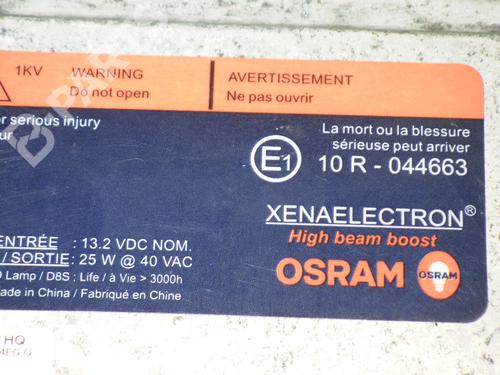 1KV
WARNING
Do not open
AVERTISSEMENT
Ne pas ouvrir
serious injury
La mort ou la blessure
sérieuse peut arriver
E1
10 R - 044663
XENAELECTRON®
High beam boost
OSRAM
OSRAM
ENTRÉE : 13.2 VDC NOM.
/ SORTIE : 25 W @ 40 VAC
Lamp / D8S ; Life / à Vie > 3000h
ade in China / Fabriqué en Chine
HQ